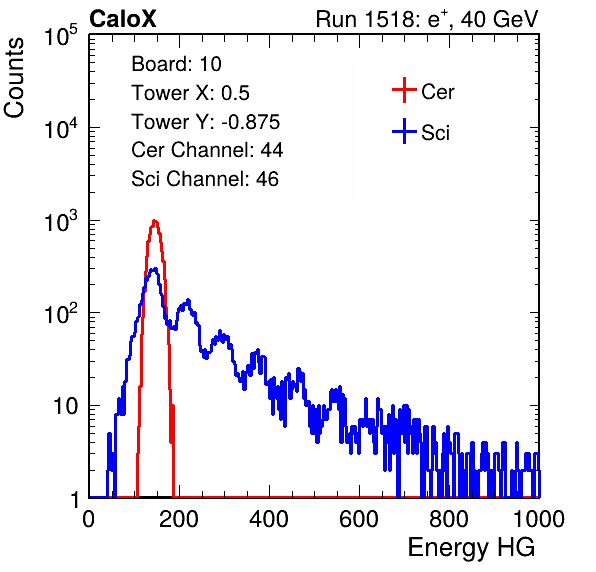 CaloX Run 1518: e⁺, 40 GeV
Counts
10⁵
10⁴
10³
10²
10
1
Board: 10
Tower X: 0.5
Tower Y: -0.875
Cer Channel: 44
Sci Channel: 46
Cer
Sci
0 200 400 600 800 1000
Energy HG